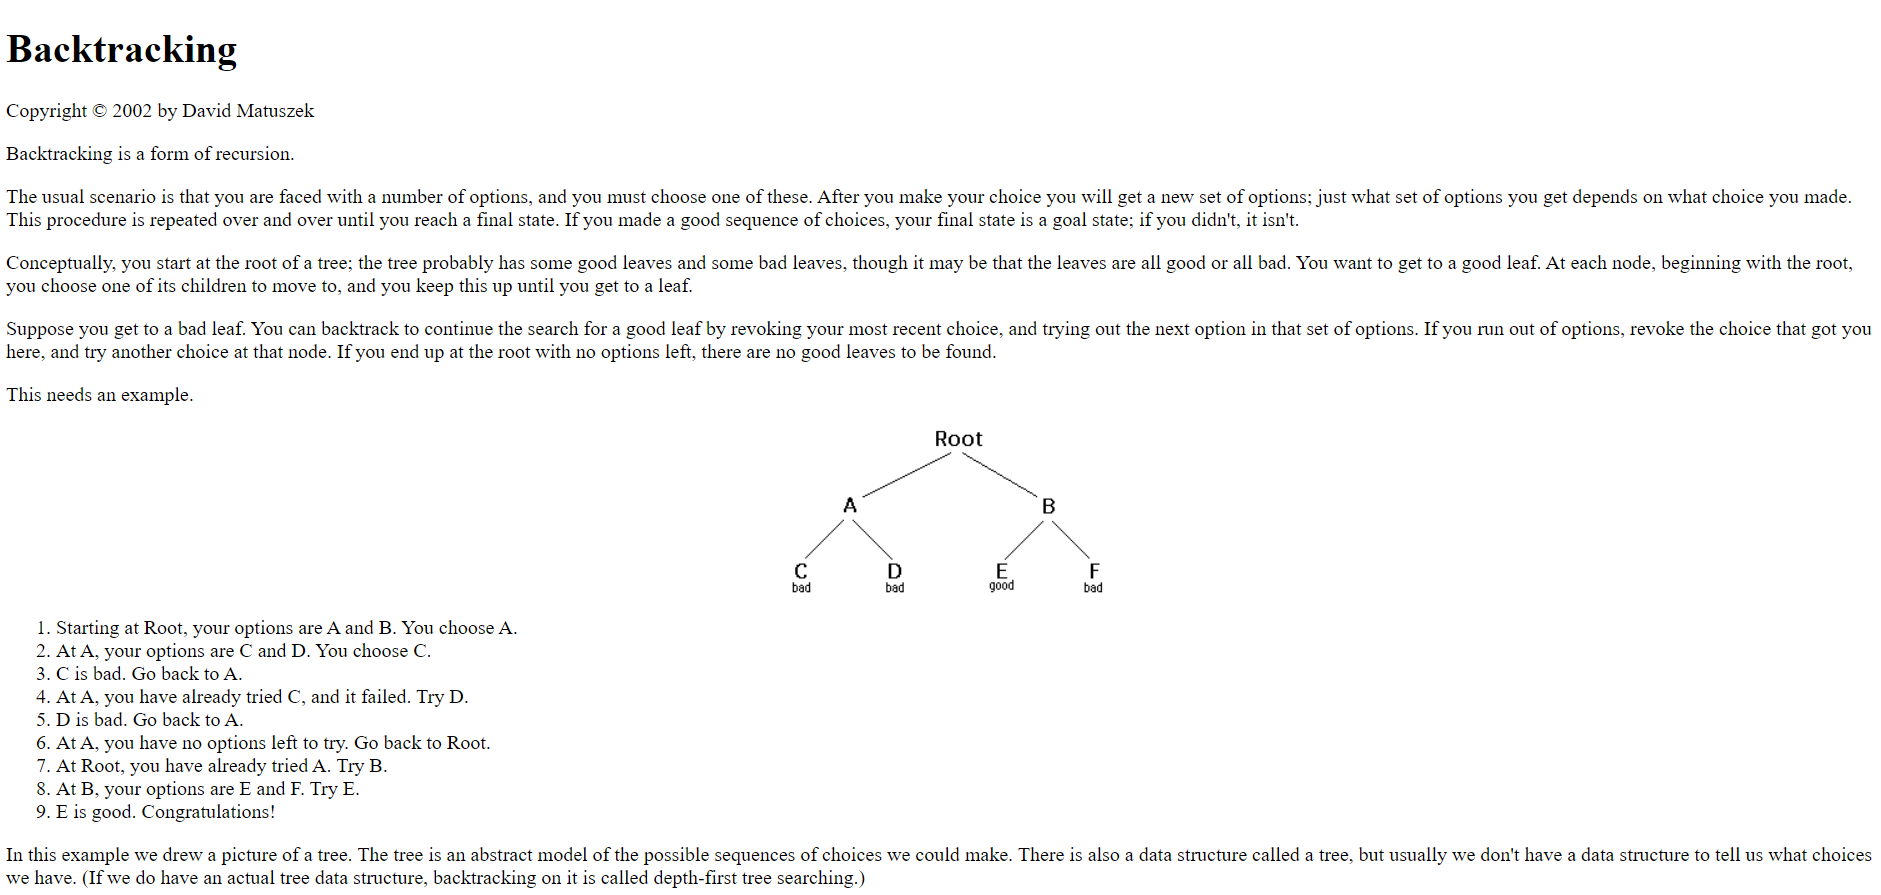 Backtracking
Copyright © 2002 by David Matuszek
Backtracking is a form of recursion.
The usual scenario is that you are faced with a number of options, and you must choose one of these. After you make your choice you will get a new set of options; just what set of options you get depends on what choice you made.
This procedure is repeated over and over until you reach a final state. If you made a good sequence of choices, your final state is a goal state; if you didn't, it isn't.
Conceptually, you start at the root of a tree; the tree probably has some good leaves and some bad leaves, though it may be that the leaves are all good or all bad. You want to get to a good leaf. At each node, beginning with the root,
you choose one of its children to move to, and you keep this up until you get to a leaf.
Suppose you get to a bad leaf. You can backtrack to continue the search for a good leaf by revoking your most recent choice, and trying out the next option in that set of options. If you run out of options, revoke the choice that got you
here, and try another choice at that node. If you end up at the root with no options left, there are no good leaves to be found.
This needs an example.
Root
A B
C D E F
bad bad good bad
1. Starting at Root, your options are A and B. You choose A.
2. At A, your options are C and D. You choose C.
3. C is bad. Go back to A.
4. At A, you have already tried C, and it failed. Try D.
5. D is bad. Go back to A.
6. At A, you have no options left to try. Go back to Root.
7. At Root, you have already tried A. Try B.
8. At B, your options are E and F. Try E.
9. E is good. Congratulations!
In this example we drew a picture of a tree. The tree is an abstract model of the possible sequences of choices we could make. There is also a data structure called a tree, but usually we don't have a data structure to tell us what choices
we have. (If we do have an actual tree data structure, backtracking on it is called depth-first tree searching.)